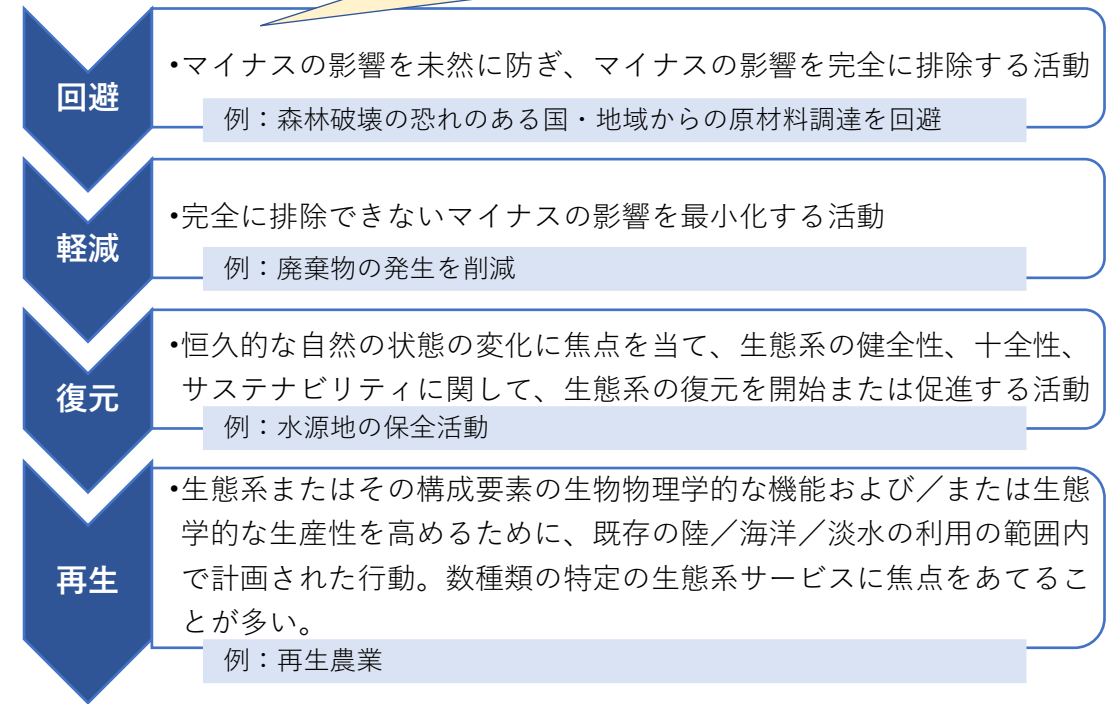 回避
•マイナスの影響を未然に防ぎ、マイナスの影響を完全に排除する活動
例：森林破壊の恐れのある国・地域からの原材料調達を回避
軽減
•完全に排除できないマイナスの影響を最小化する活動
例：廃棄物の発生を削減
復元
•恒久的な自然の状態の変化に焦点を当て、生態系の健全性、十全性、
サステナビリティに関して、生態系の復元を開始または促進する活動
例：水源地の保全活動
再生
•生態系またはその構成要素の生物物理学的な機能および／または生態
学的な生産性を高めるために、既存の陸／海洋／淡水の利用の範囲内
で計画された行動。数種類の特定の生態系サービスに焦点をあてるこ
とが多い。
例：再生農業